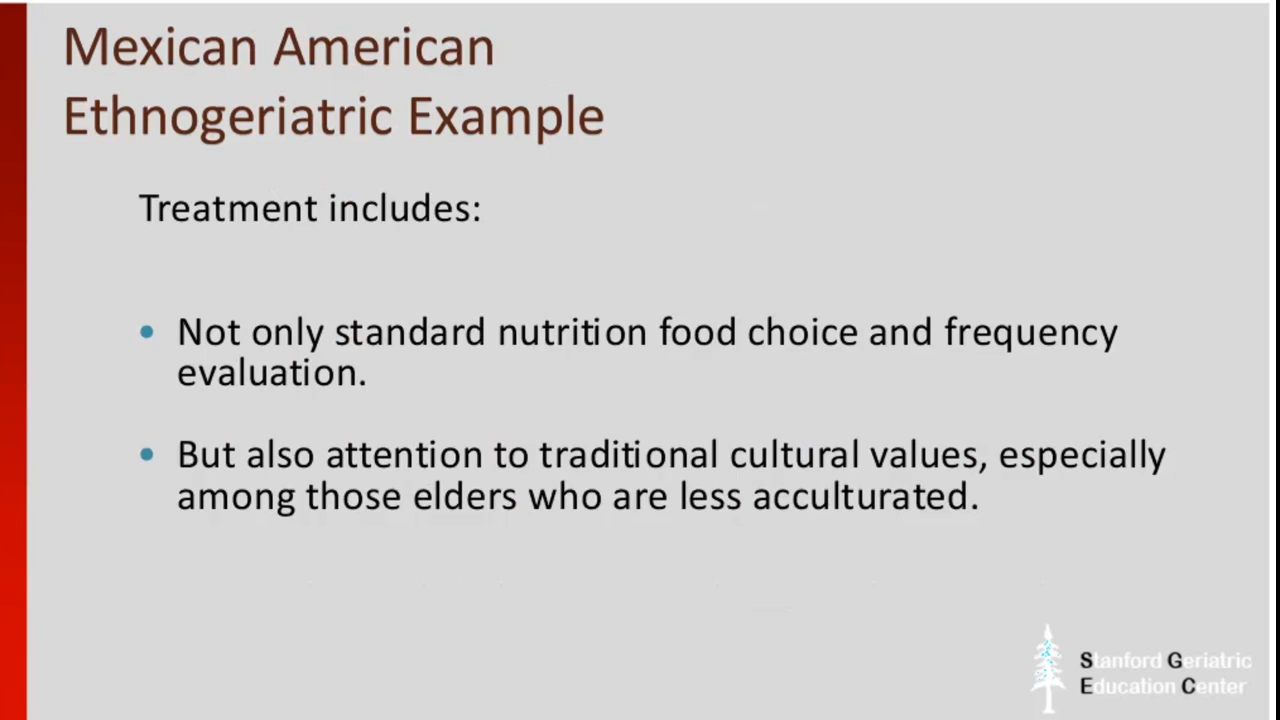 Mexican American
Ethnogeriatric Example
Treatment includes:
• Not only standard nutrition food choice and frequency
evaluation.
• But also attention to traditional cultural values, especially
among those elders who are less acculturated.
Stanford Geriatric
Education Center